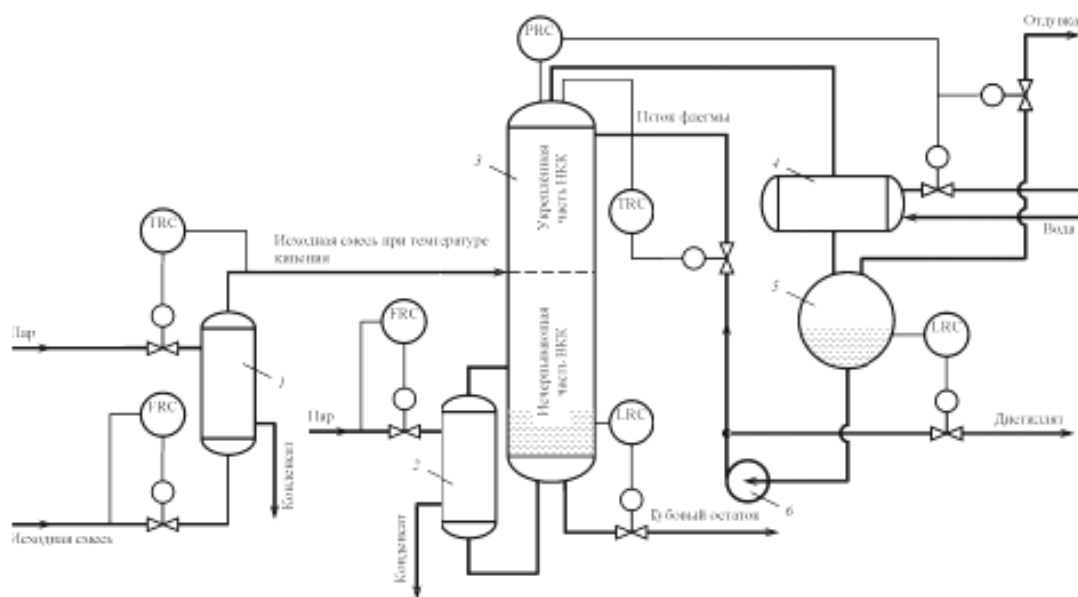 PRC
Отдувка
Поток флегмы
3
4
Укреплённая
часть НКК
TRC
TRC
Исходная смесь при температуре
кипения
Вода
5
FRC
LRC
Пар
1
Исчерпывающая
часть ВКК
FRC
Пар
LRC
Дистиллят
2
Конденсат
6
Кубовый остаток
Исходная смесь
Конденсат